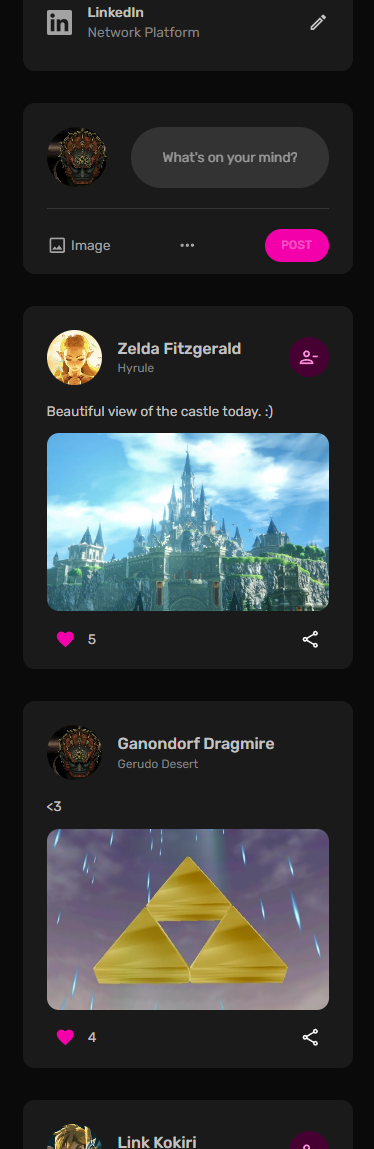 in
LinkedIn
Network Platform
What's on your mind?
Image
POST
Zelda Fitzgerald
Hyrule
Beautiful view of the castle today. :)
5
Ganondorf Dragmire
Gerudo Desert
<3
4
Link Kokiri